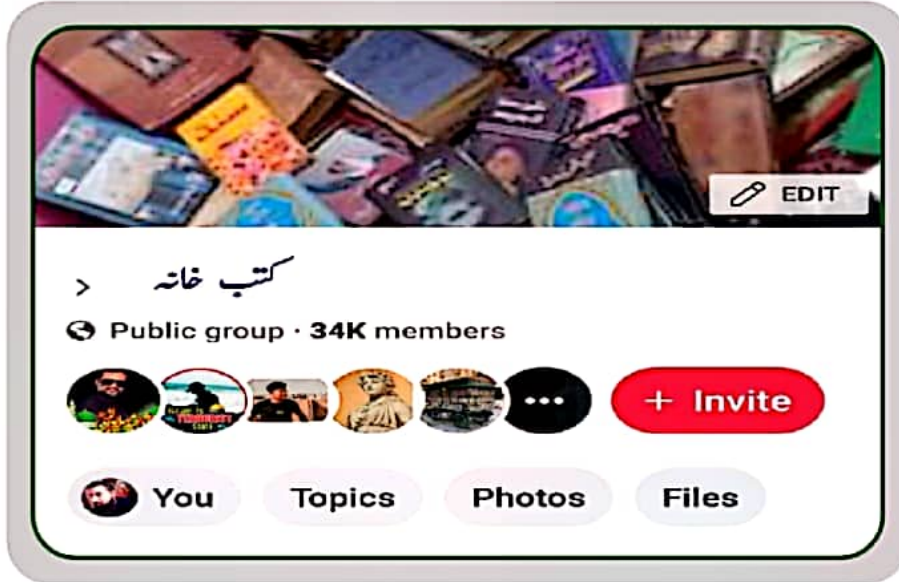 EDIT
کتب خانہ
Public group · 34K members
+ Invite
You Topics Photos Files